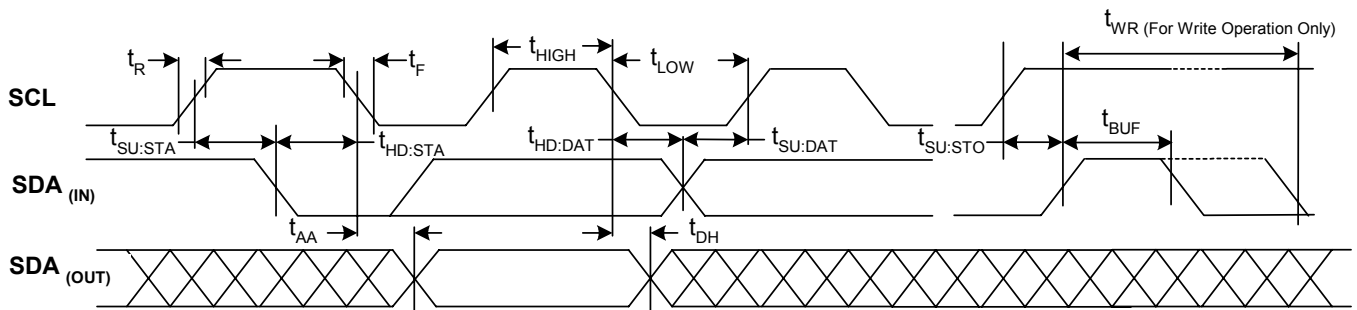 tWR (For Write Operation Only)
tR
tF
tHIGH
tLOW
SCL
tSU:STA
tHD:STA
tHD:DAT
tSU:DAT
tSU:STO
tBUF
SDA (IN)
tAA
tDH
SDA (OUT)